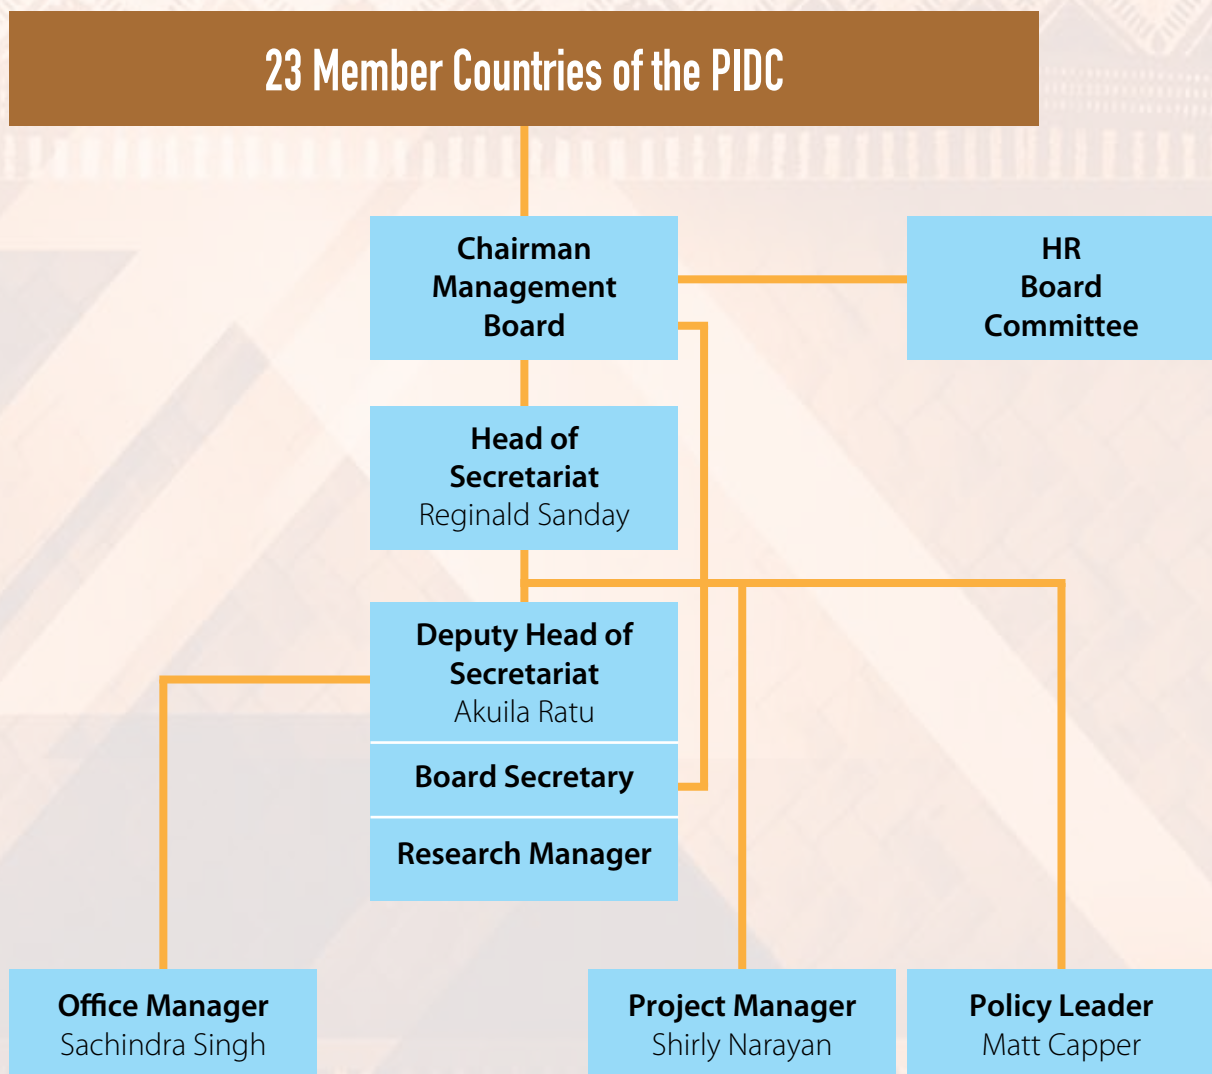 23 Member Countries of the PIDC
Chairman
Management
Board
HR
Board
Committee
Head of
Secretariat
Reginald Sanday
Deputy Head of
Secretariat
Akuila Ratu
Board Secretary
Research Manager
Office Manager
Sachindra Singh
Project Manager
Shirly Narayan
Policy Leader
Matt Capper